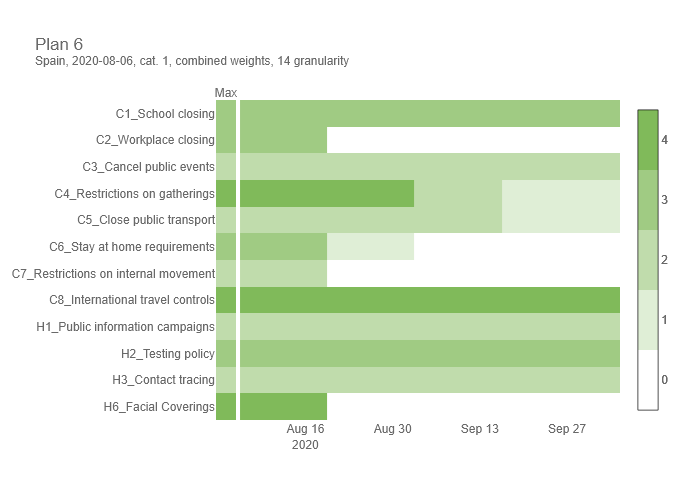 Plan 6
Spain, 2020-08-06, cat. 1, combined weights, 14 granularity
Max
C1_School closing
C2_Workplace closing
C3_Cancel public events
C4_Restrictions on gatherings
C5_Close public transport
C6_Stay at home requirements
C7_Restrictions on internal movement
C8_International travel controls
H1_Public information campaigns
H2_Testing policy
H3_Contact tracing
H6_Facial Coverings
Aug 16
2020
Aug 30
Sep 13
Sep 27
4
3
2
1
0